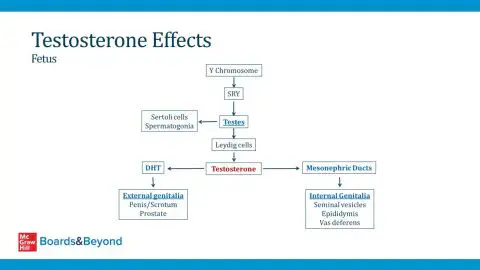 Testosterone Effects
Fetus
Y Chromosome
SRY
Sertoli cells
Spermatogonia
Testes
Leydig cells
DHT
Testosterone
Mesonephric Ducts
External genitalia
Penis/Scrotum
Prostate
Internal Genitalia
Seminal vesicles
Epididymis
Vas deferens
Mc
Graw
Hill
Boards&Beyond